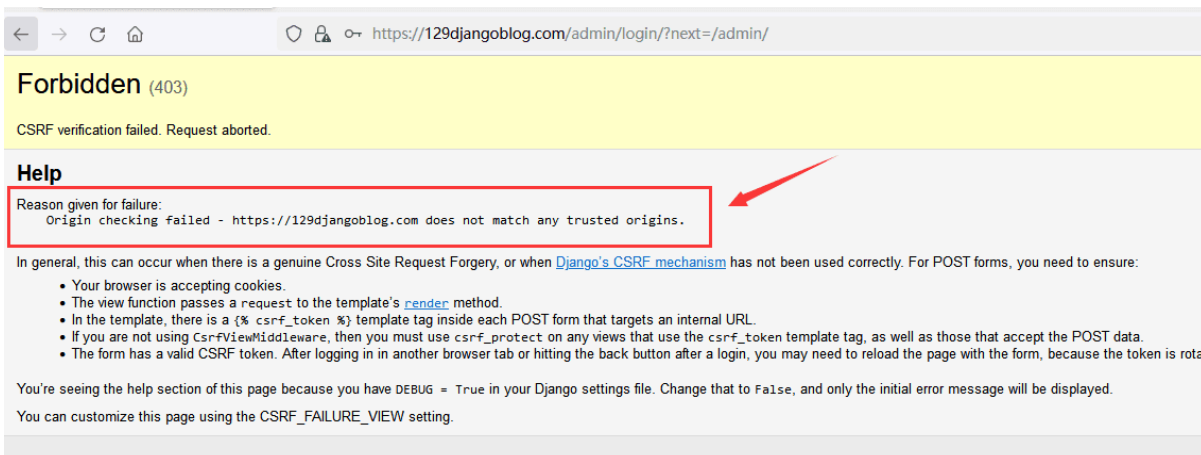 https://129djangoblog.com/admin/login/?next=/admin/
Forbidden (403)
CSRF verification failed. Request aborted.
Help
Reason given for failure:
Origin checking failed - https://129djangoblog.com does not match any trusted origins.
In general, this can occur when there is a genuine Cross Site Request Forgery, or when Django's CSRF mechanism has not been used correctly. For POST forms, you need to ensure:
• Your browser is accepting cookies.
• The view function passes a request to the template's render method.
• In the template, there is a {% csrf_token %} template tag inside each POST form that targets an internal URL.
• If you are not using CsrfViewMiddleware, then you must use csrf_protect on any views that use the csrf_token template tag, as well as those that accept the POST data.
• The form has a valid CSRF token. After logging in in another browser tab or hitting the back button after a login, you may need to reload the page with the form, because the token is rota
You're seeing the help section of this page because you have DEBUG = True in your Django settings file. Change that to False, and only the initial error message will be displayed.
You can customize this page using the CSRF_FAILURE_VIEW setting.